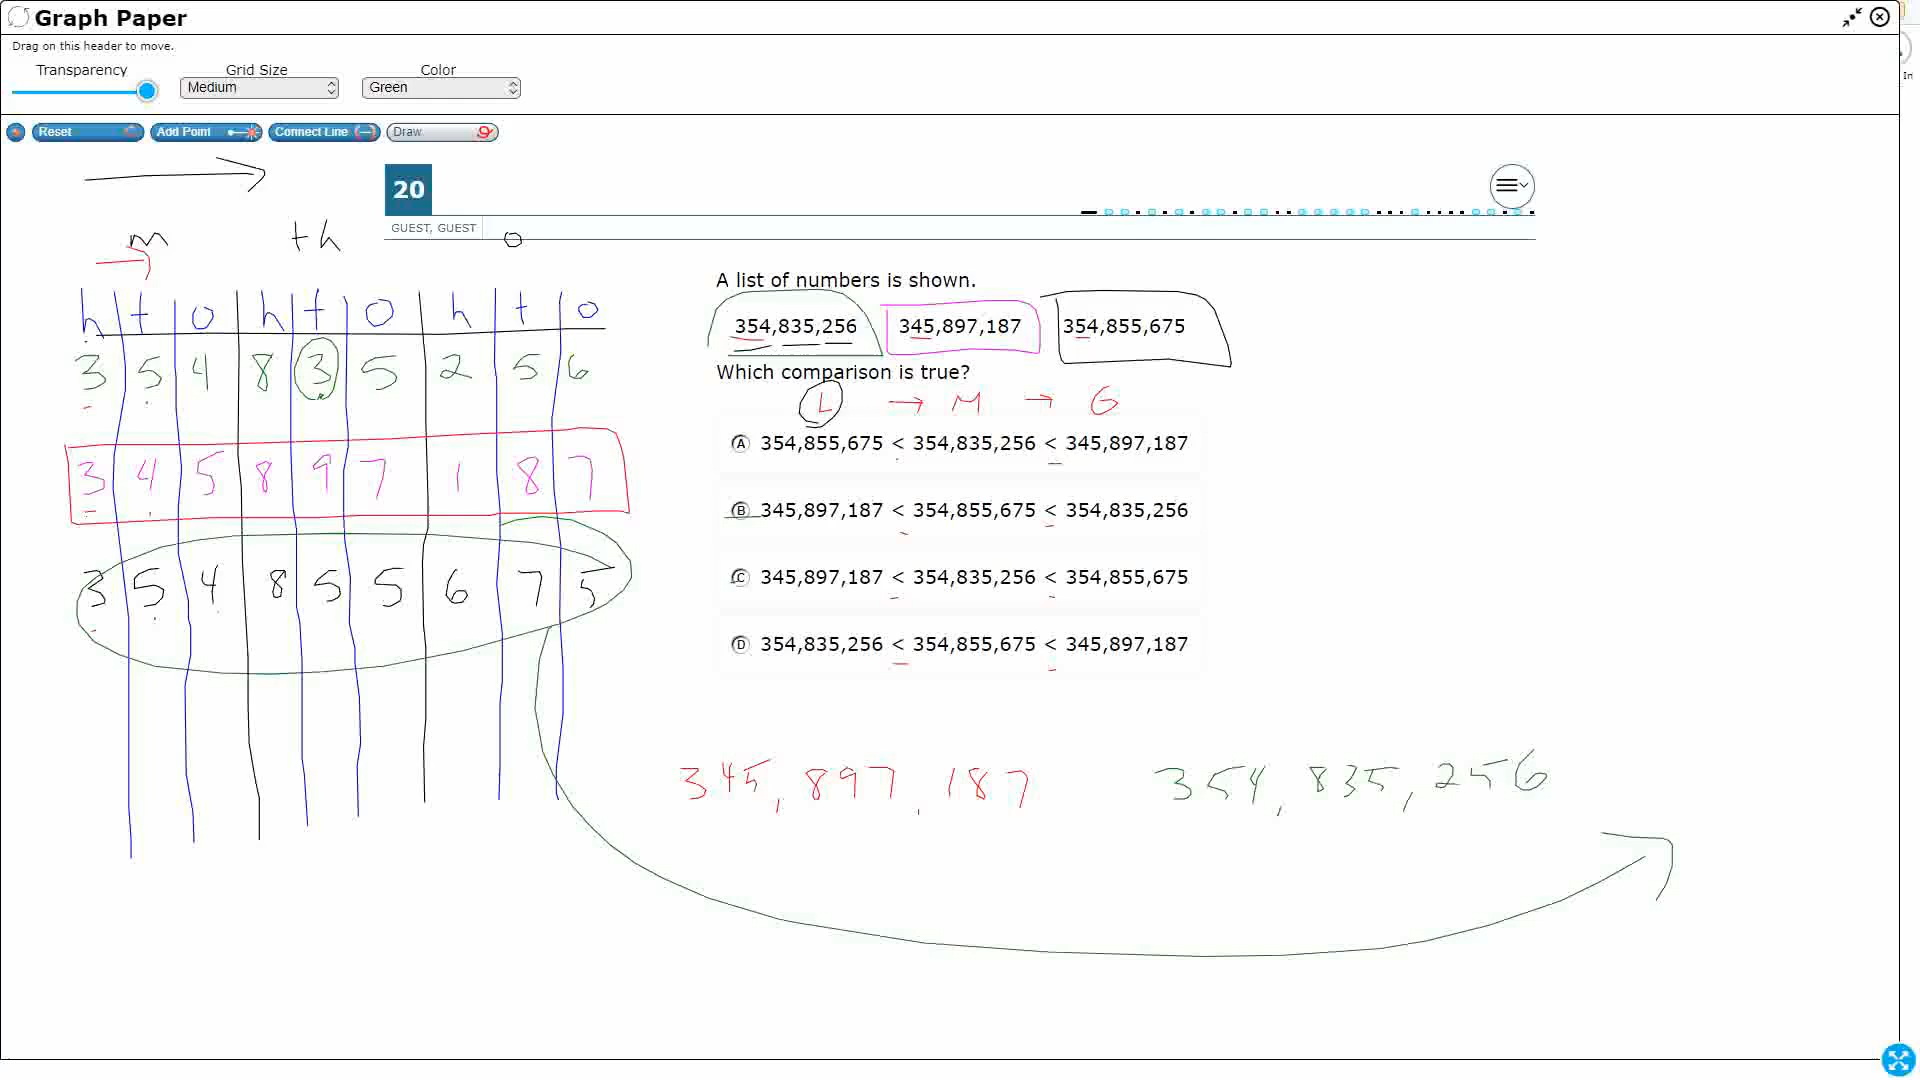 Graph Paper
Drag on this header to move.
Transparency Grid Size Color
Medium Green
Reset Add Point Connect Line Draw
20
GUEST, GUEST
m th o
h t o h t o h t o
3 5 4 8 3 5 2 5 6
3 4 5 8 9 7 1 8 7
3 5 4 8 5 5 6 7 5
A list of numbers is shown.
354,835,256 345,897,187 354,855,675
Which comparison is true?
L → M → G
A 354,855,675 < 354,835,256 < 345,897,187
B 345,897,187 < 354,855,675 < 354,835,256
C 345,897,187 < 354,835,256 < 354,855,675
D 354,835,256 < 354,855,675 < 345,897,187
345,897,187 354,835,256